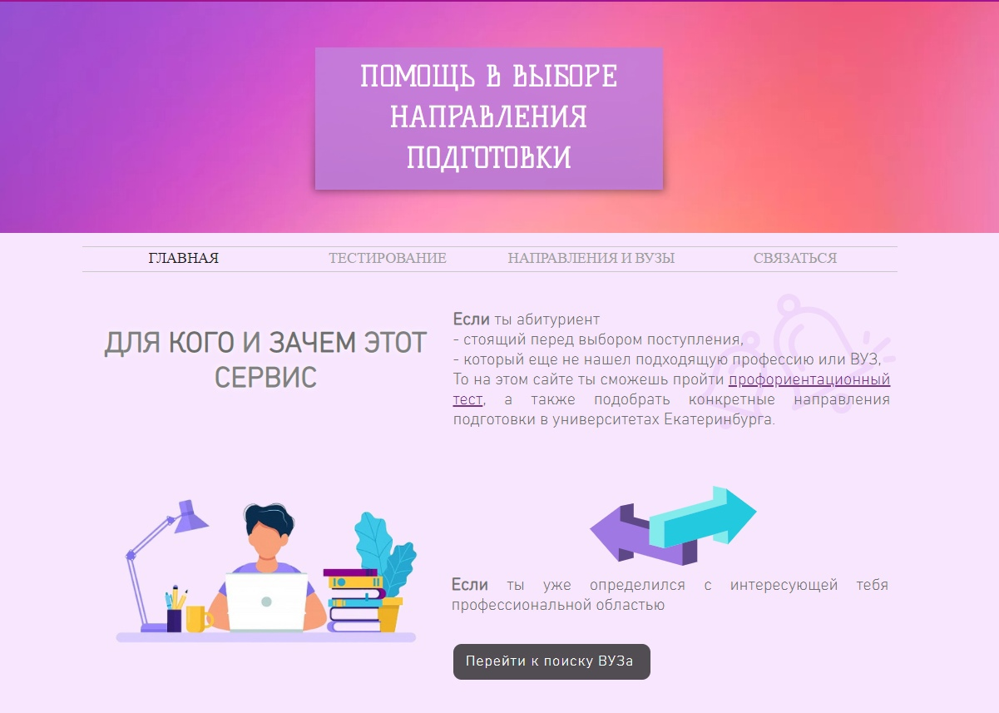 ПОМОЩЬ В ВЫБОРЕ
НАПРАВЛЕНИЯ
ПОДГОТОВКИ
ГЛАВНАЯ ТЕСТИРОВАНИЕ НАПРАВЛЕНИЯ И ВУЗЫ СВЯЗАТЬСЯ
ДЛЯ КОГО И ЗАЧЕМ ЭТОТ
СЕРВИС
Если ты абитуриент
- стоящий перед выбором поступления,
- который еще не нашел подходящую профессию или ВУЗ,
То на этом сайте ты сможешь пройти профориентационный
тест, а также подобрать конкретные направления
подготовки в университетах Екатеринбурга.
Если ты уже определился с интересующей тебя
профессиональной областью
Перейти к поиску ВУЗа